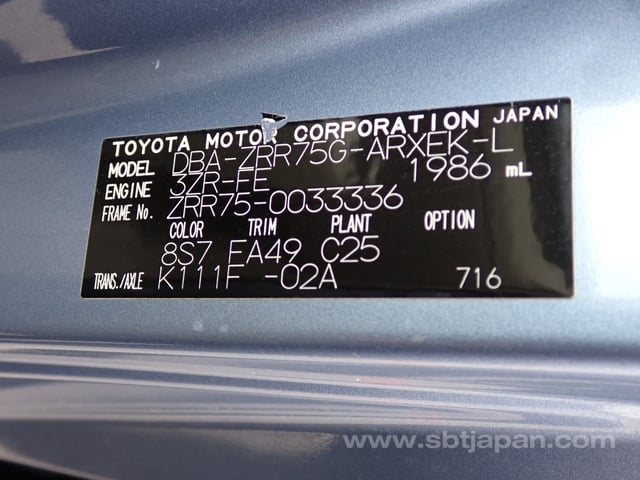 TOYOTA MOTOR CORPORATION JAPAN
MODEL DBA-ZRR75G-ARXEK-L
ENGINE 3ZR-FE 1986 mL
FRAME No. ZRR75-0033336
COLOR TRIM PLANT OPTION
8S7 FA49 C25
TRANS./AXLE K111F -02A 716
www.sbtjapan.com